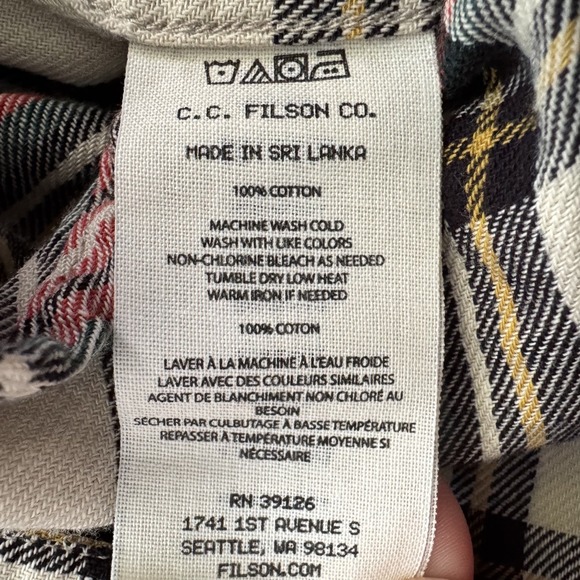 C.C. FILSON CO.
MADE IN SRI LANKA
100% COTTON
MACHINE WASH COLD
WASH WITH LIKE COLORS
NON-CHLORINE BLEACH AS NEEDED
TUMBLE DRY LOW HEAT
WARM IRON IF NEEDED
100% COTON
LAVER À LA MACHINE À L'EAU FROIDE
LAVER AVEC DES COULEURS SIMILAIRES
AGENT DE BLANCHIMENT NON CHLORÉ AU
BESOIN
SÉCHER PAR CULBUTAGE À BASSE TEMPÉRATURE
REPASSER À TEMPÉRATURE MOYENNE SI
NÉCESSAIRE
RN 39126
1741 1ST AVENUE S
SEATTLE, WA 98134
FILSON.COM